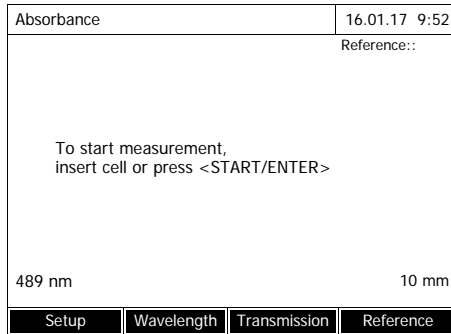 Absorbance 16.01.17 9:52
Reference::
To start measurement,
insert cell or press <START/ENTER>
489 nm 10 mm
Setup Wavelength Transmission Reference